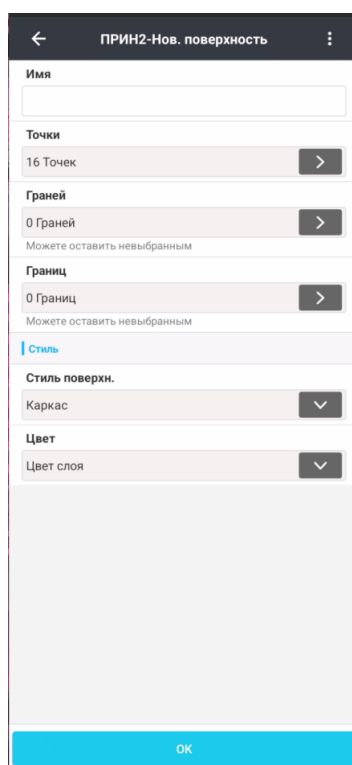 ПРИН2-Нов. поверхность
Имя
Точки
16 Точек
Граней
0 Граней
Можете оставить невыбранным
Границ
0 Границ
Можете оставить невыбранным
Стиль
Стиль поверхн.
Каркас
Цвет
Цвет слоя
OK